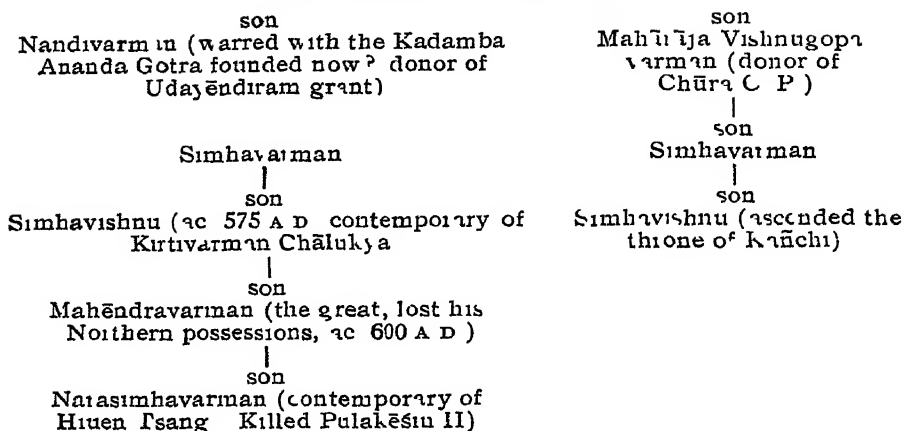 son
Nandivarman (warred with the Kadamba
Ananda Gotra founded now? donor of
Udayēndiram grant)
Simhavarman
son
Simhavishnu (ac 575 A D contemporary of
Kirtivarman Chālukya
son
Mahēndravarman (the great, lost his
Northern possessions, ac 600 A D )
son
Narasimhavarman (contemporary of
Hiuen Tsang Killed Pulakēśin II)
son
Mahārāja Vishnugopa
varman (donor of
Chūra C P )
son
Simhavarman
son
Simhavishnu (ascended the
throne of Kāñchi)